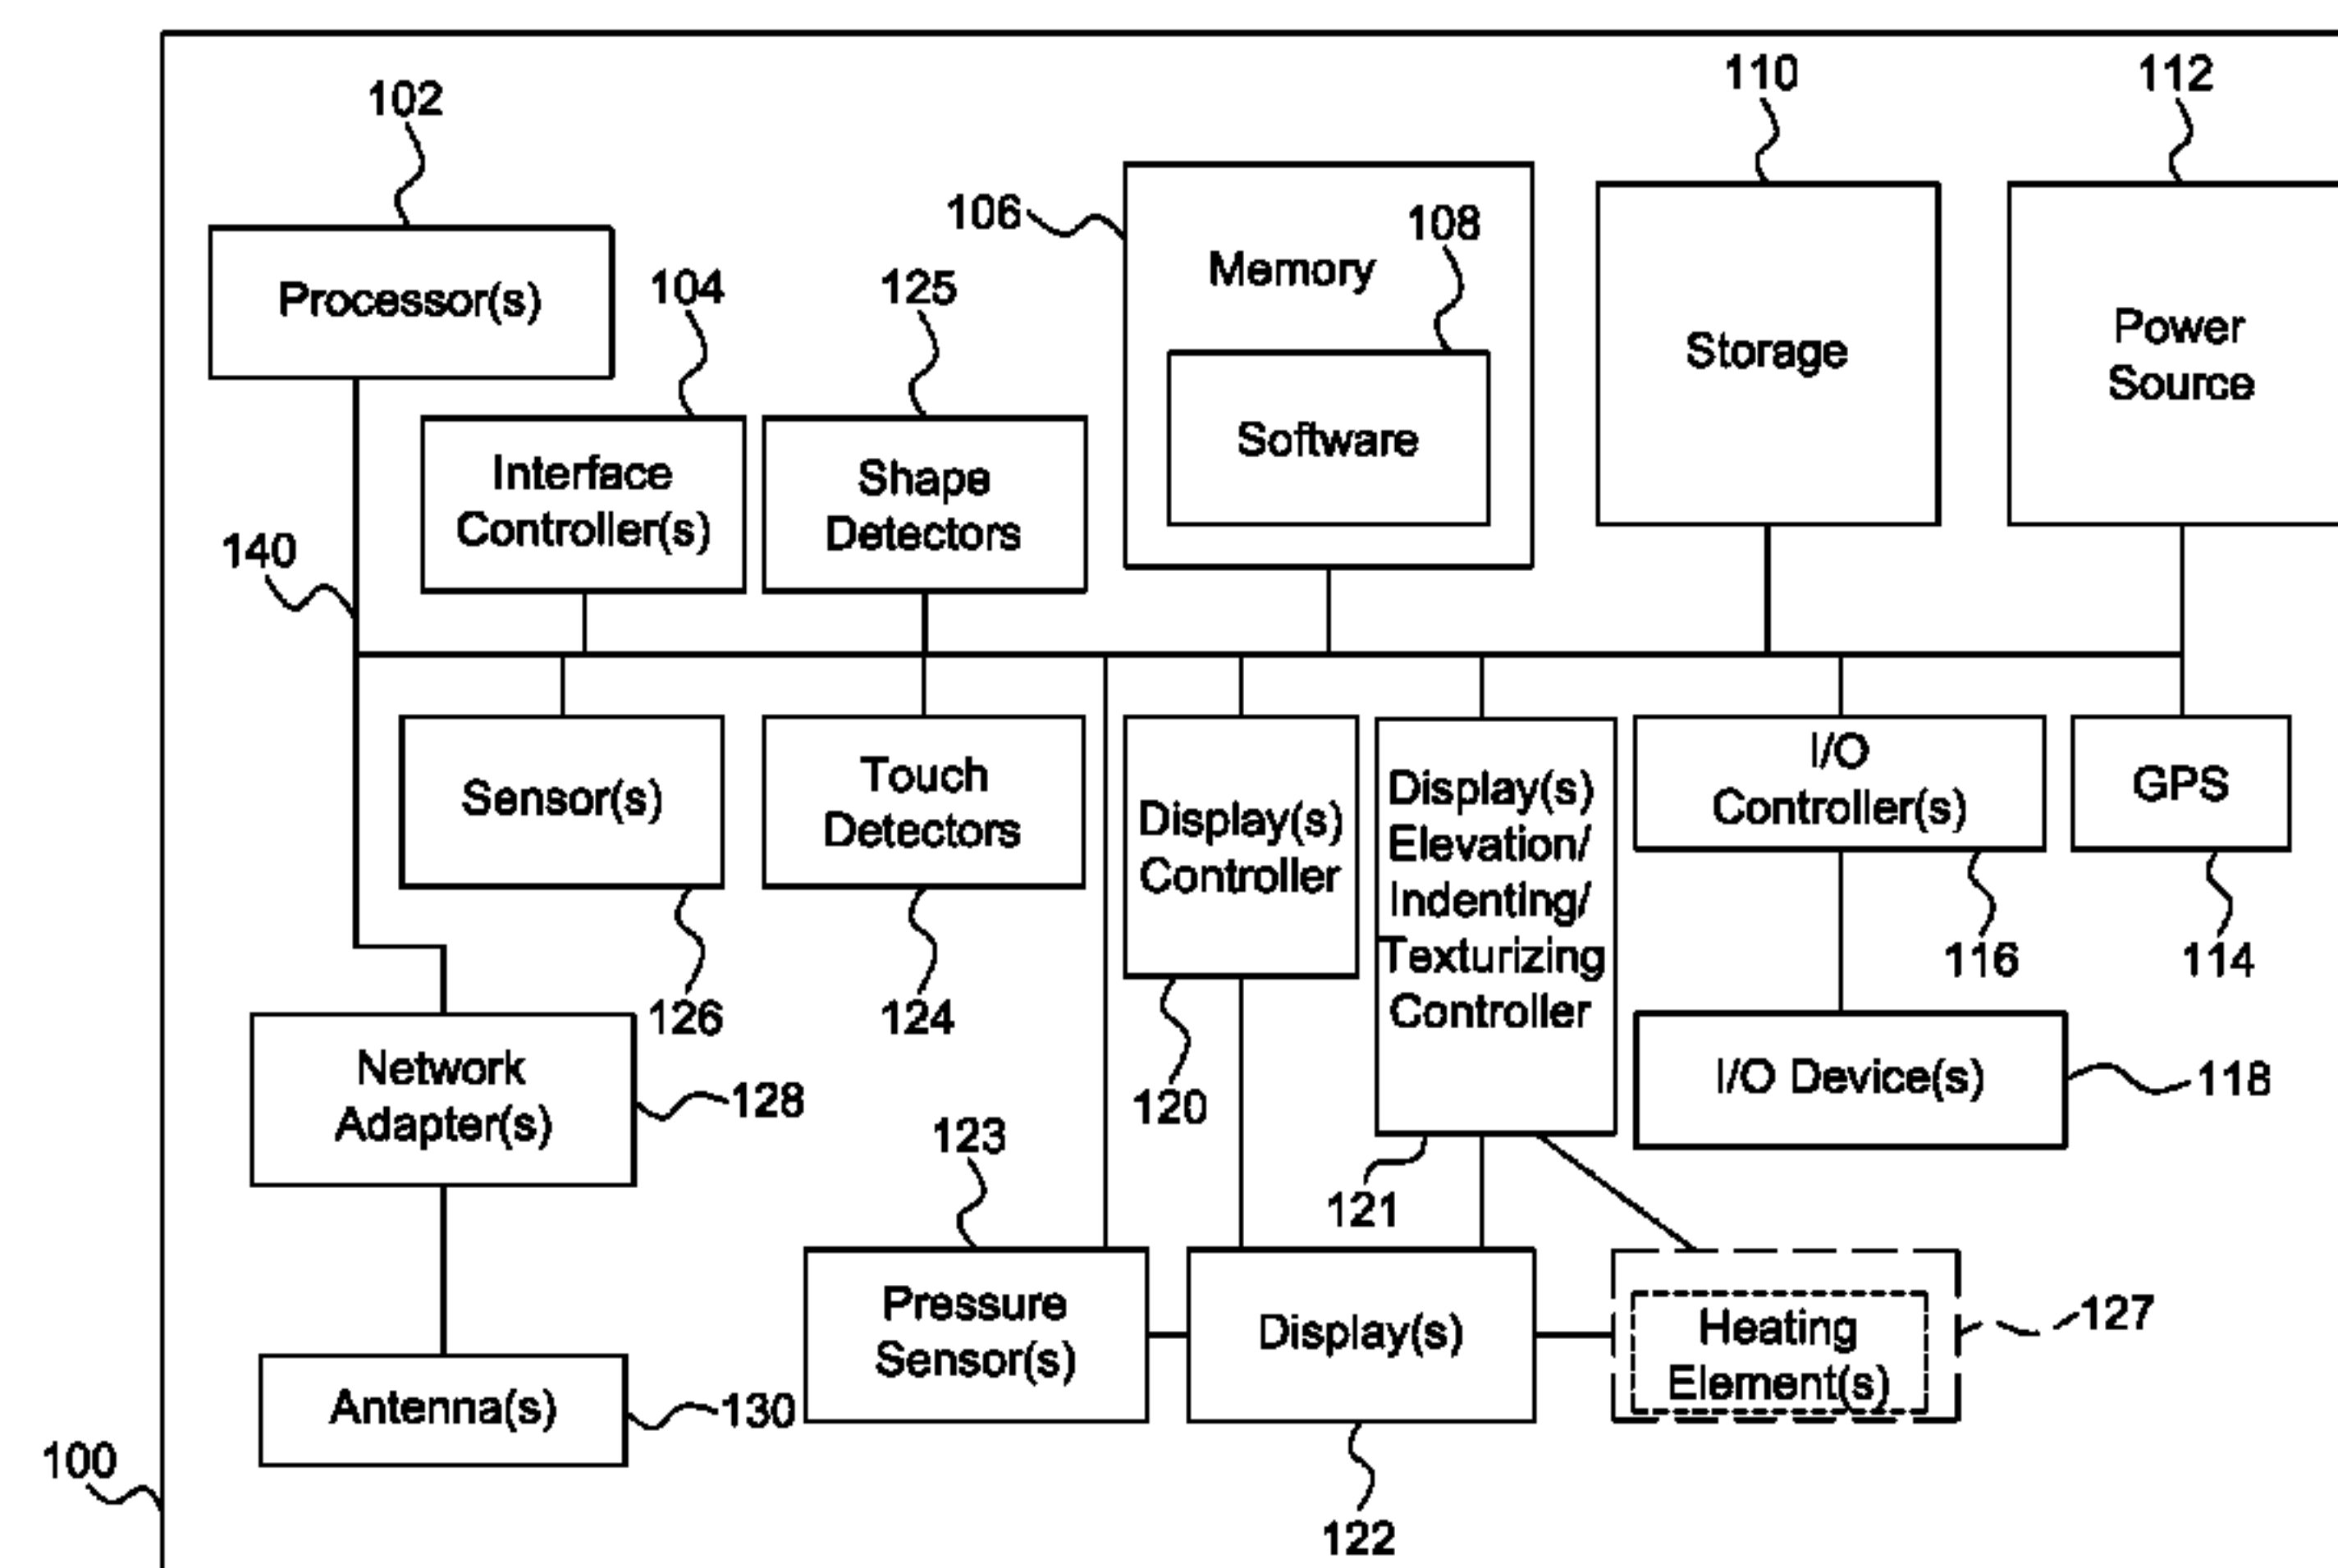 102
110
112
106
108
Memory
Processor(s)
104
125
Storage
Power
Source
Software
Interface
Controller(s)
Shape
Detectors
140
Sensor(s)
Touch
Detectors
Display(s)
Controller
Display(s)
Elevation/
Indenting/
Texturizing
Controller
I/O
Controller(s)
GPS
126
124
116
114
Network
Adapter(s)
128
120
I/O Device(s)
118
123
121
Pressure
Sensor(s)
Display(s)
Heating
Element(s)
127
Antenna(s)
130
100
122